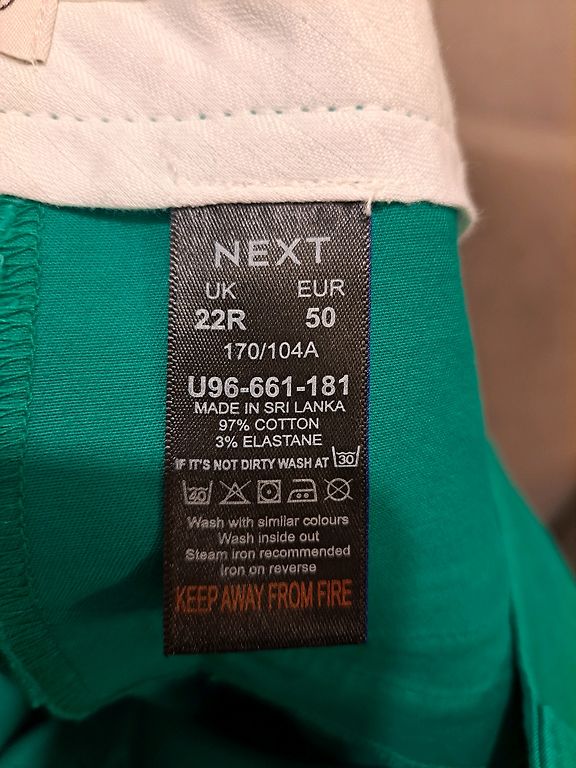 NEXT
UK EUR
22R 50
170/104A
U96-661-181
MADE IN SRI LANKA
97% COTTON
3% ELASTANE
IF IT'S NOT DIRTY WASH AT 30
40
Wash with similar colours
Wash inside out
Steam iron recommended
Iron on reverse
KEEP AWAY FROM FIRE